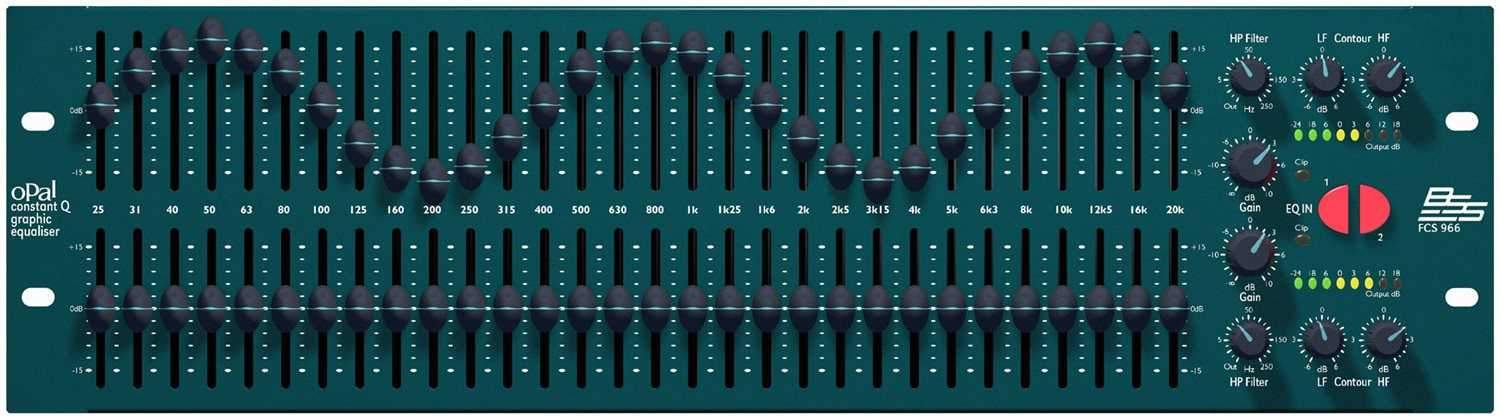 HP Filter LF Contour HF
50 0 0
5 150 3 3 3
Out Hz 250 -6 dB 6 -6 dB 6
+15 +15
0dB 0dB
-15 -15
-24 18 6 0 3 6 12 18
Output dB
0
-5 3
-10 6
-∞ dB 0
Gain
Clip
oPal
constant Q
graphic
equaliser
25 31 40 50 63 80 100 125 160 200 250 315 400 500 630 800 1k 1k25 1k6 2k 2k5 3k15 4k 5k 6k3 8k 10k 12k5 16k 20k
EQ IN
1
2
BSS
FCS 966
Clip
0
-5 3
-10 6
-∞ dB 0
Gain
+15 +15
0dB 0dB
-15 -15
-24 18 6 0 3 6 12 18
Output dB
50 0 0
5 150 3 3 3
Out Hz 250 -6 dB 6 -6 dB 6
HP Filter LF Contour HF